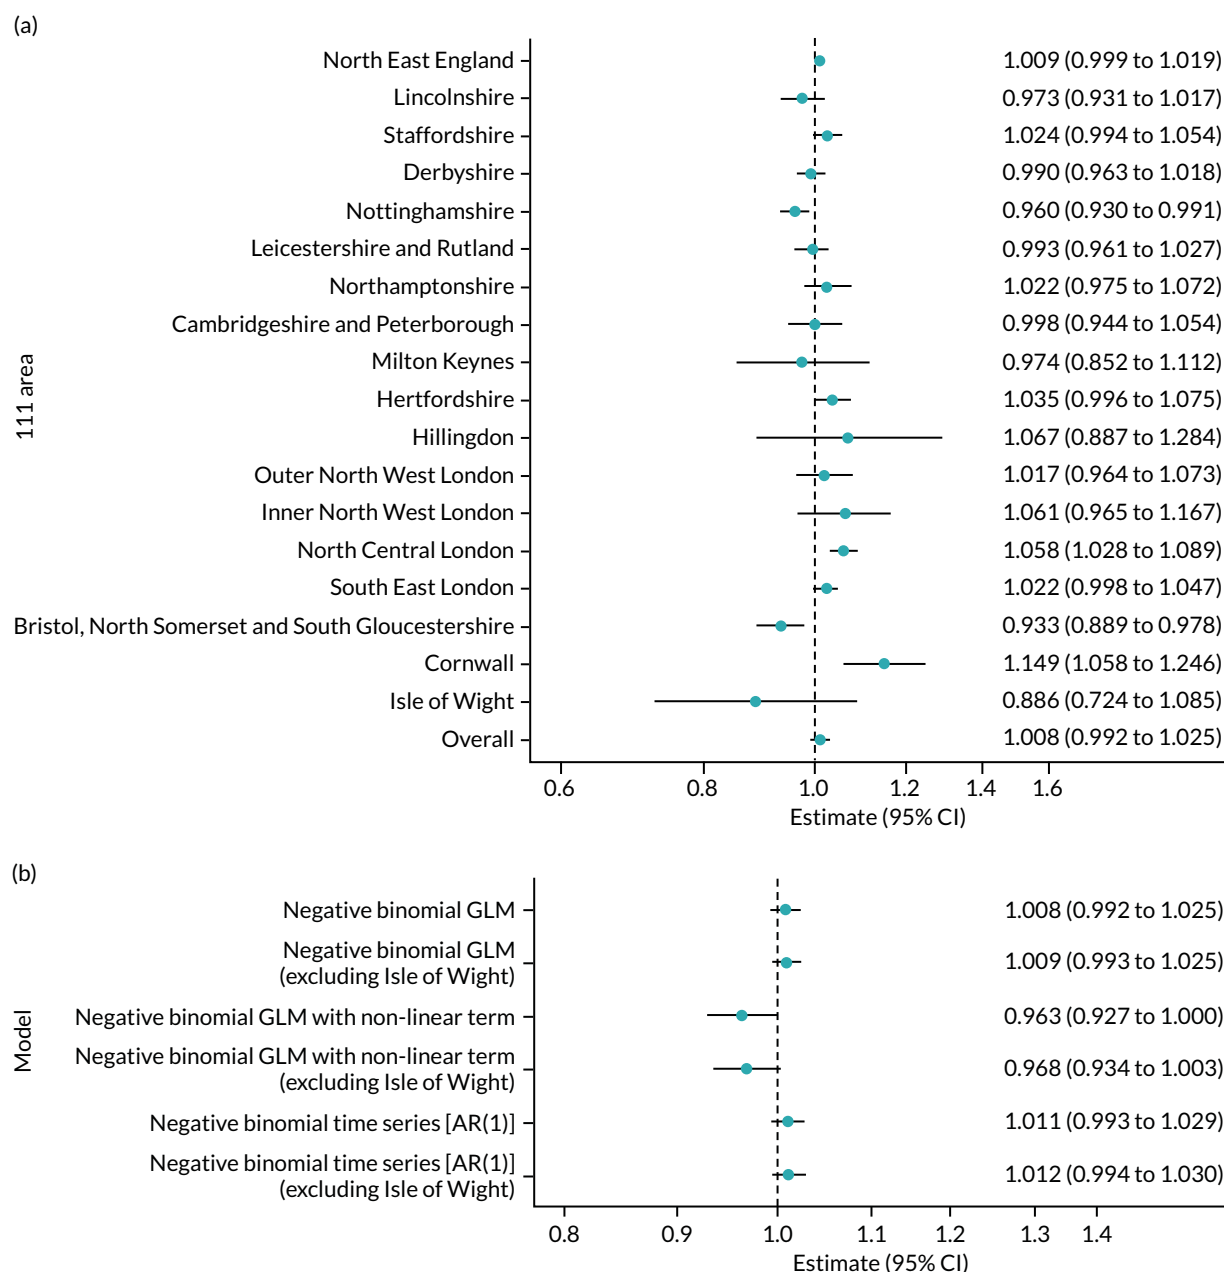 (a)
111 area
North East England 1.009 (0.999 to 1.019)
Lincolnshire 0.973 (0.931 to 1.017)
Staffordshire 1.024 (0.994 to 1.054)
Derbyshire 0.990 (0.963 to 1.018)
Nottinghamshire 0.960 (0.930 to 0.991)
Leicestershire and Rutland 0.993 (0.961 to 1.027)
Northamptonshire 1.022 (0.975 to 1.072)
Cambridgeshire and Peterborough 0.998 (0.944 to 1.054)
Milton Keynes 0.974 (0.852 to 1.112)
Hertfordshire 1.035 (0.996 to 1.075)
Hillingdon 1.067 (0.887 to 1.284)
Outer North West London 1.017 (0.964 to 1.073)
Inner North West London 1.061 (0.965 to 1.167)
North Central London 1.058 (1.028 to 1.089)
South East London 1.022 (0.998 to 1.047)
Bristol, North Somerset and South Gloucestershire 0.933 (0.889 to 0.978)
Cornwall 1.149 (1.058 to 1.246)
Isle of Wight 0.886 (0.724 to 1.085)
Overall 1.008 (0.992 to 1.025)
0.6 0.8 1.0 1.2 1.4 1.6
Estimate (95% CI)
(b)
Model
Negative binomial GLM 1.008 (0.992 to 1.025)
Negative binomial GLM
(excluding Isle of Wight) 1.009 (0.993 to 1.025)
Negative binomial GLM with non-linear term 0.963 (0.927 to 1.000)
Negative binomial GLM with non-linear term
(excluding Isle of Wight) 0.968 (0.934 to 1.003)
Negative binomial time series [AR(1)] 1.011 (0.993 to 1.029)
Negative binomial time series [AR(1)]
(excluding Isle of Wight) 1.012 (0.994 to 1.030)
0.8 0.9 1.0 1.1 1.2 1.3 1.4
Estimate (95% CI)